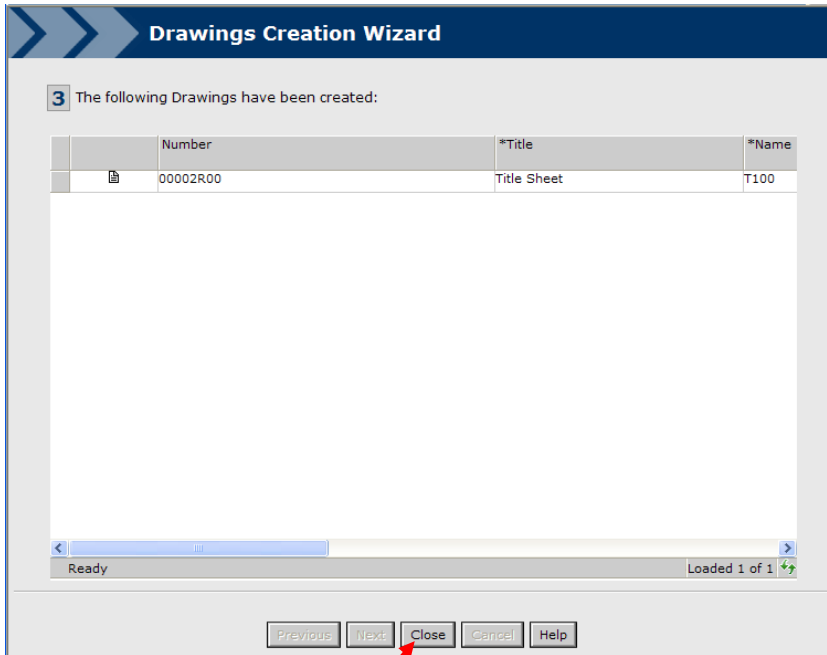 Drawings Creation Wizard
3 The following Drawings have been created:
Number *Title *Name
00002R00 Title Sheet T100
Ready Loaded 1 of 1
Previous Next Close Cancel Help